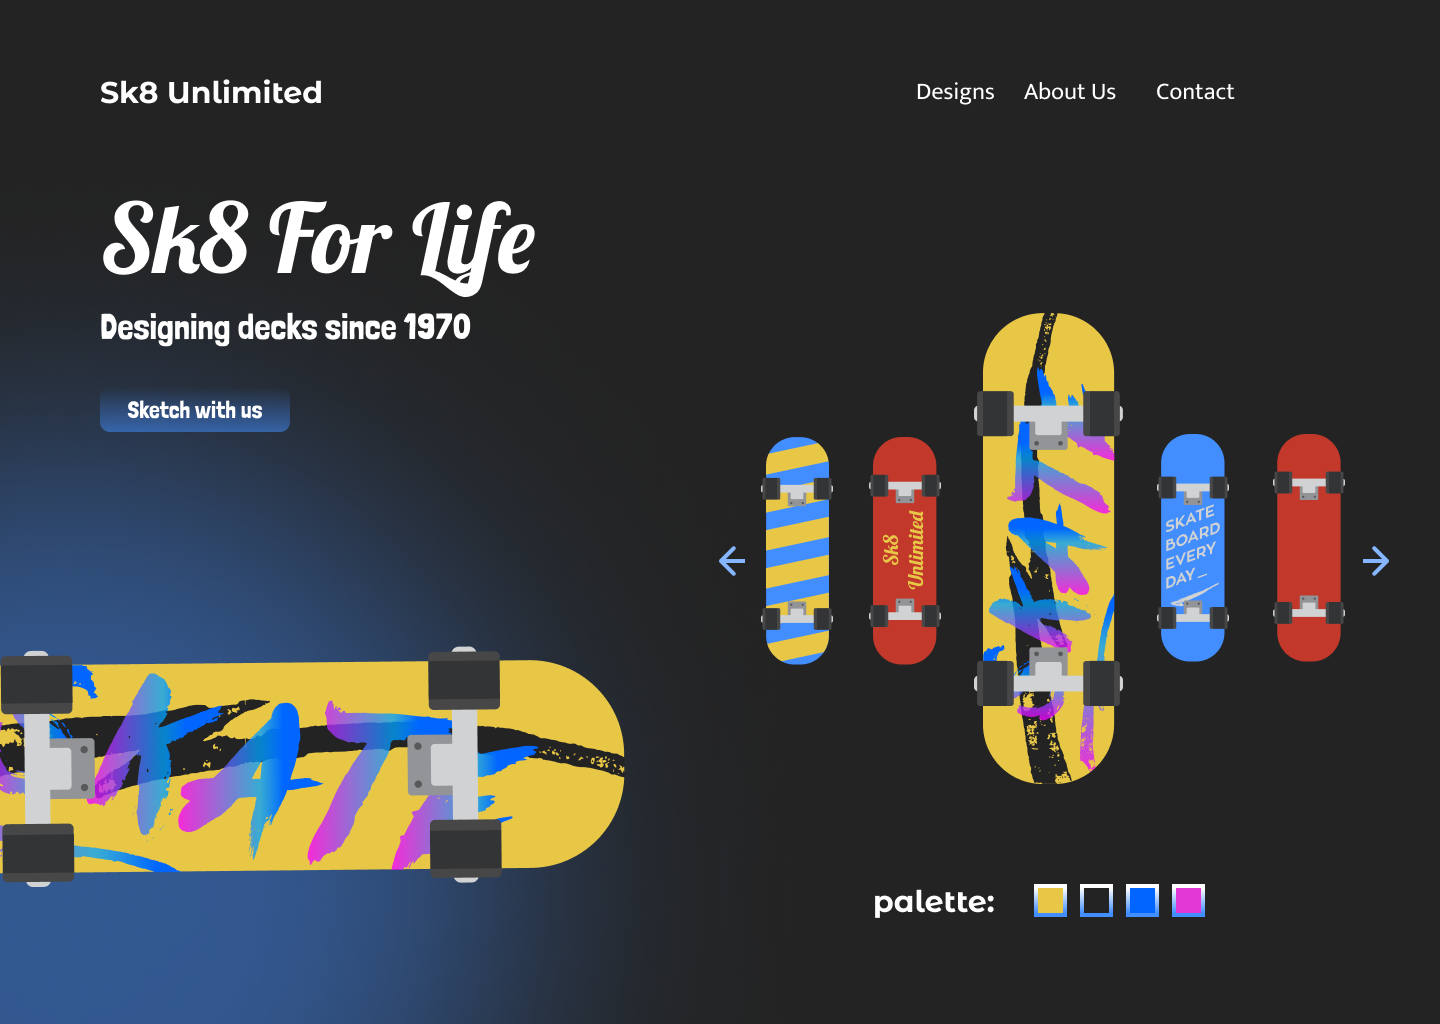 Sk8 Unlimited
Designs About Us Contact
Sk8 For Life
Designing decks since 1970
Sketch with us
Sk8
Unlimited
SKATE
BOARD
EVERY
DAY_
palette: